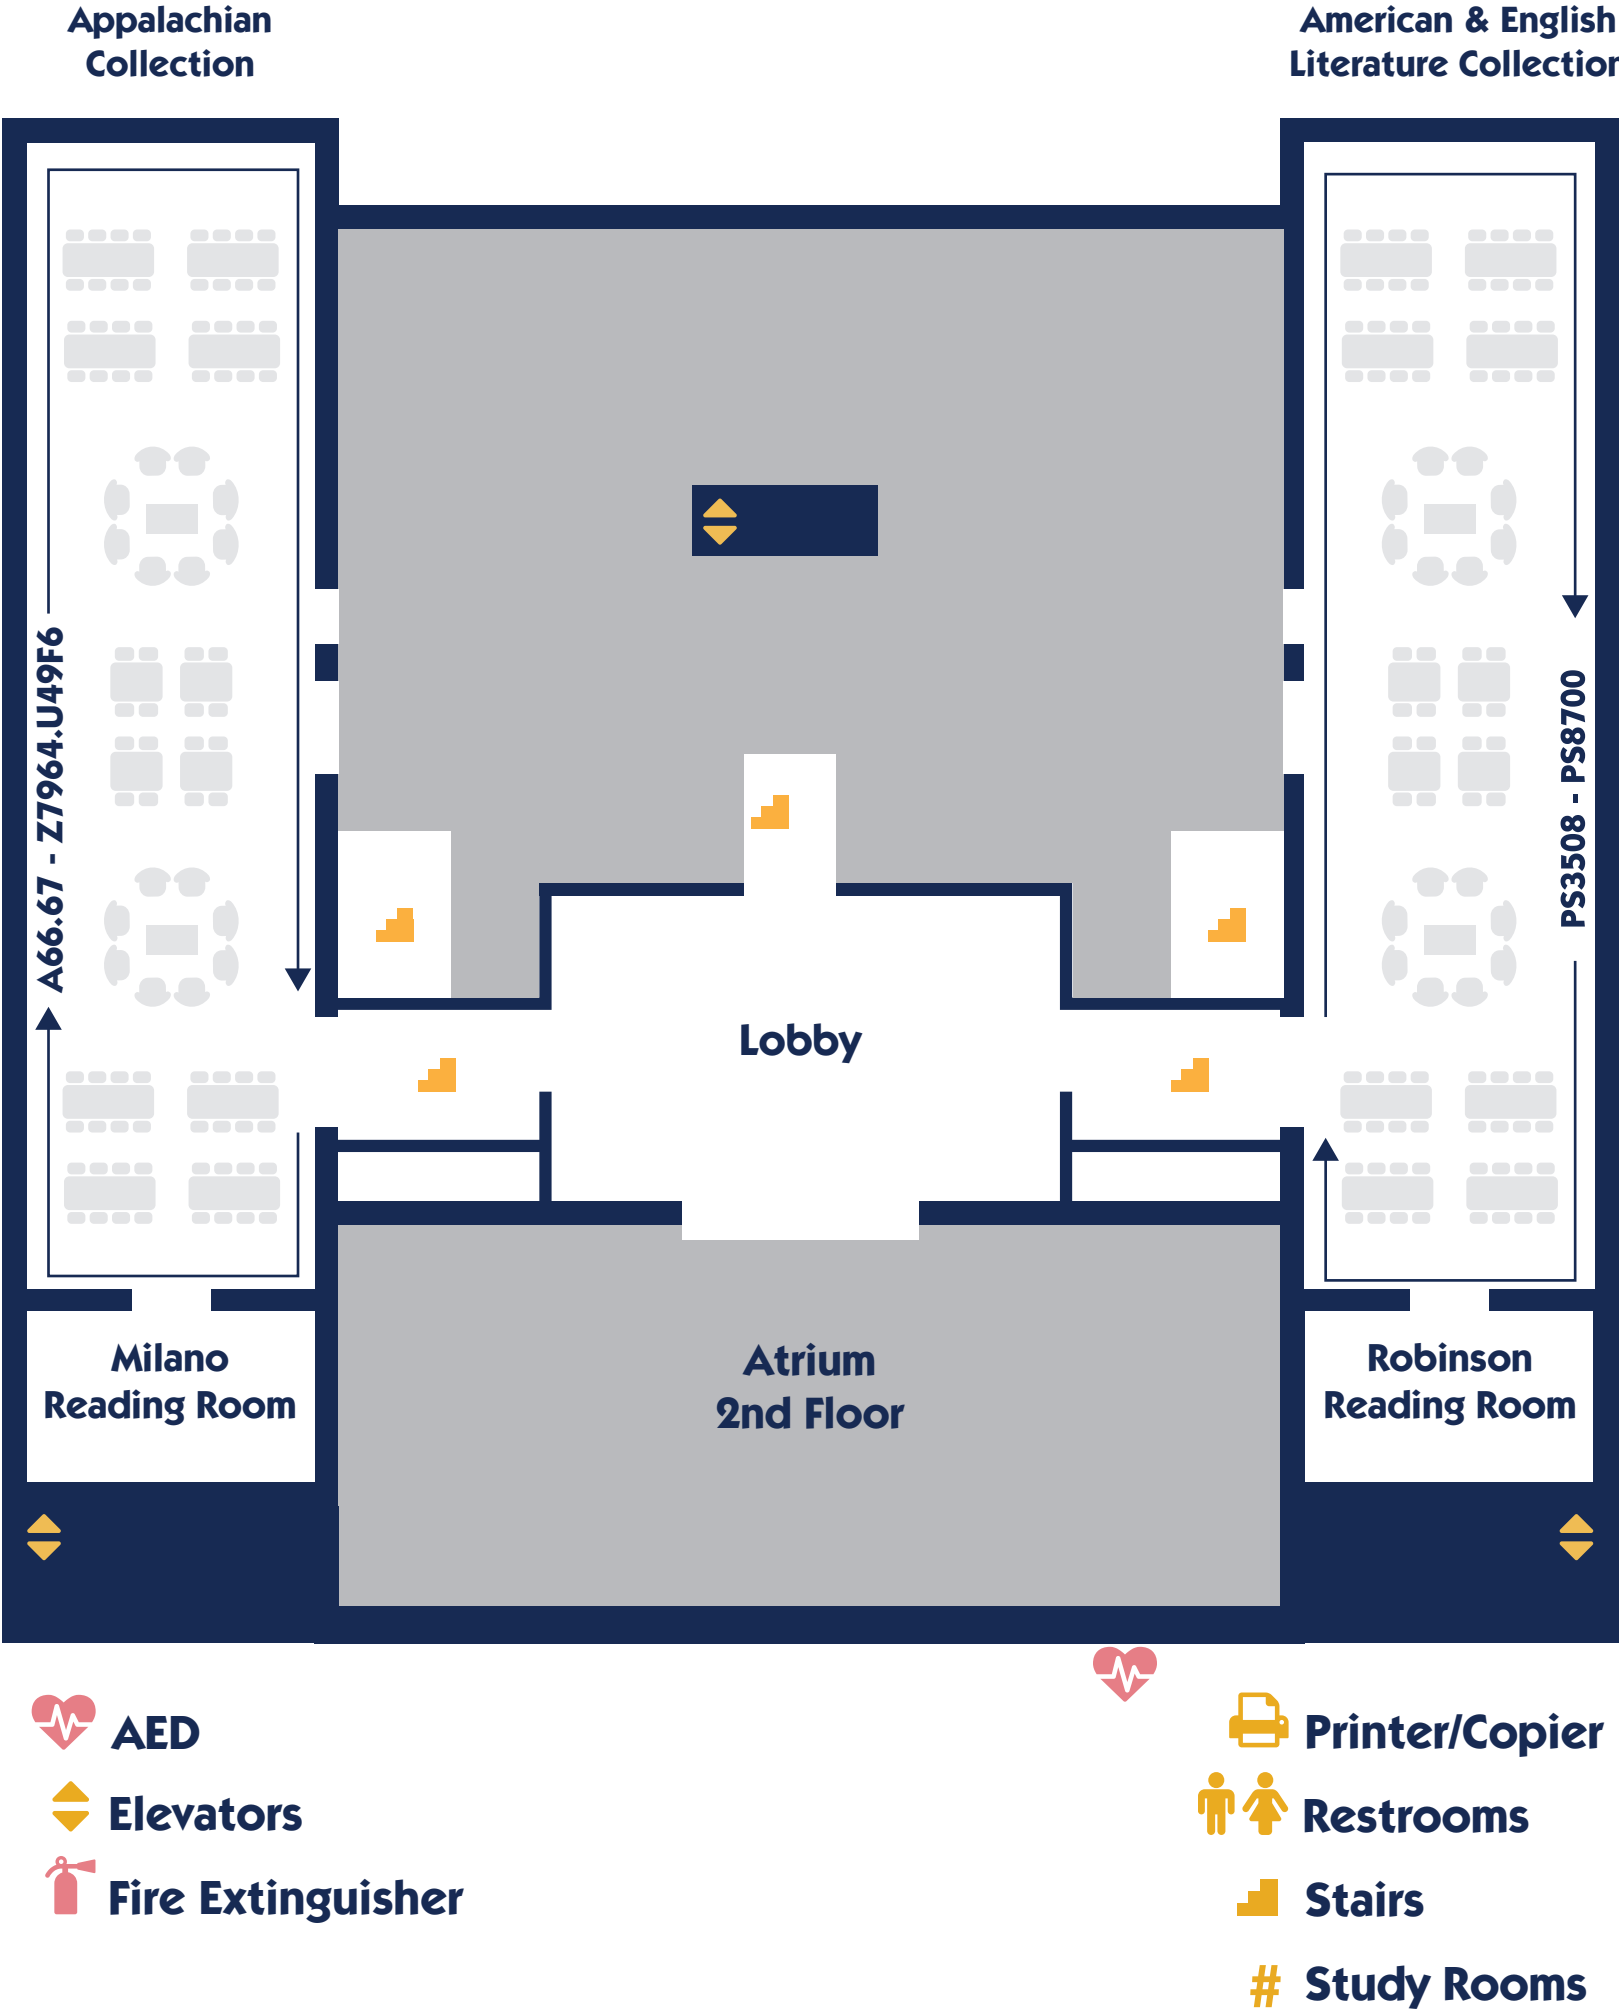 Appalachian
Collection
American & English
Literature Collection
A66.67 - Z7964.U49F6
PS3508 - PS8700
Lobby
Milano
Reading Room
Atrium
2nd Floor
Robinson
Reading Room
AED
Elevators
Fire Extinguisher
Printer/Copier
Restrooms
Stairs
# Study Rooms